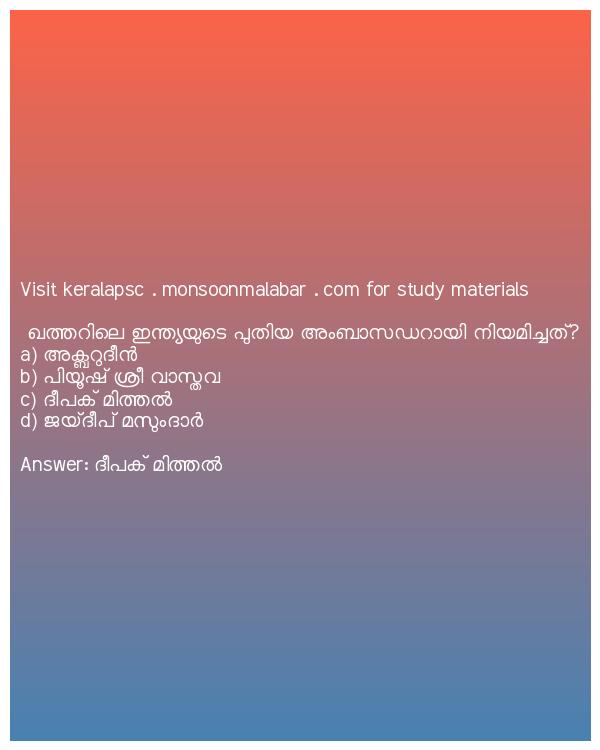 Visit keralapsc . monsoonmalabar . com for study materials
ഖത്തറിലെ ഇന്ത്യയുടെ പുതിയ അംബാസഡറായി നിയമിച്ചത്?
a) അക്ബറുദീൻ
b) പിയൂഷ് ശ്രീ വാസ്തവ
c) ദീപക് മിത്തൽ
d) ജയ്ദീപ് മസുംദാർ
Answer: ദീപക് മിത്തൽ